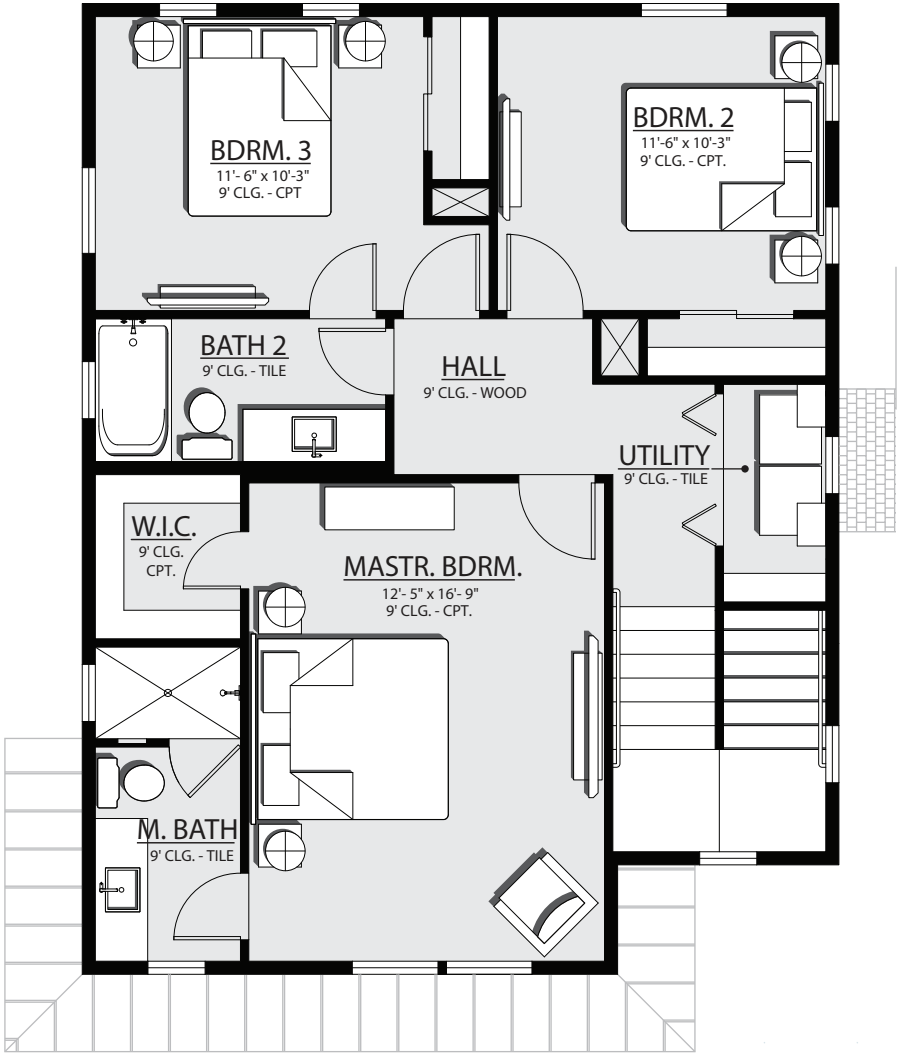 BDRM. 3
11'- 6" x 10'-3"
9' CLG. - CPT
BDRM. 2
11'-6" x 10'-3"
9' CLG. - CPT.
BATH 2
9' CLG. - TILE
HALL
9' CLG. - WOOD
UTILITY
9' CLG. - TILE
W.I.C.
9' CLG.
CPT.
MASTR. BDRM.
12'- 5" x 16'- 9"
9' CLG. - CPT.
M. BATH
9' CLG. - TILE